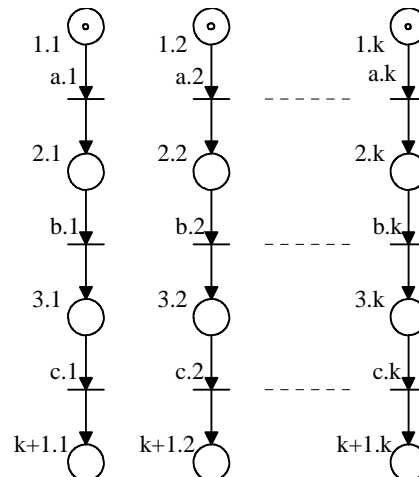 1.1 1.2 1.k
a.1 a.2 a.k
2.1 2.2 2.k
b.1 b.2 b.k
3.1 3.2 3.k
c.1 c.2 c.k
k+1.1 k+1.2 k+1.k